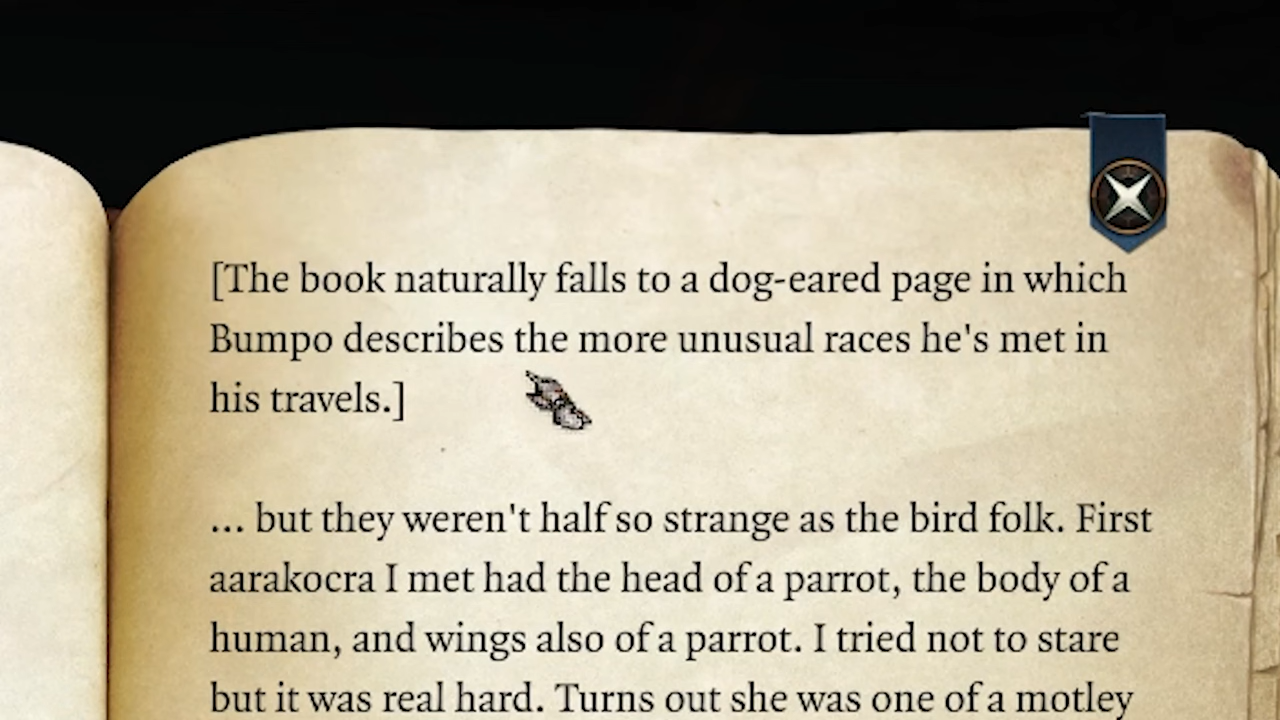 [The book naturally falls to a dog-eared page in which
Bumpo describes the more unusual races he's met in
his travels.]
... but they weren't half so strange as the bird folk. First
aarakocra I met had the head of a parrot, the body of a
human, and wings also of a parrot. I tried not to stare
but it was real hard. Turns out she was one of a motley